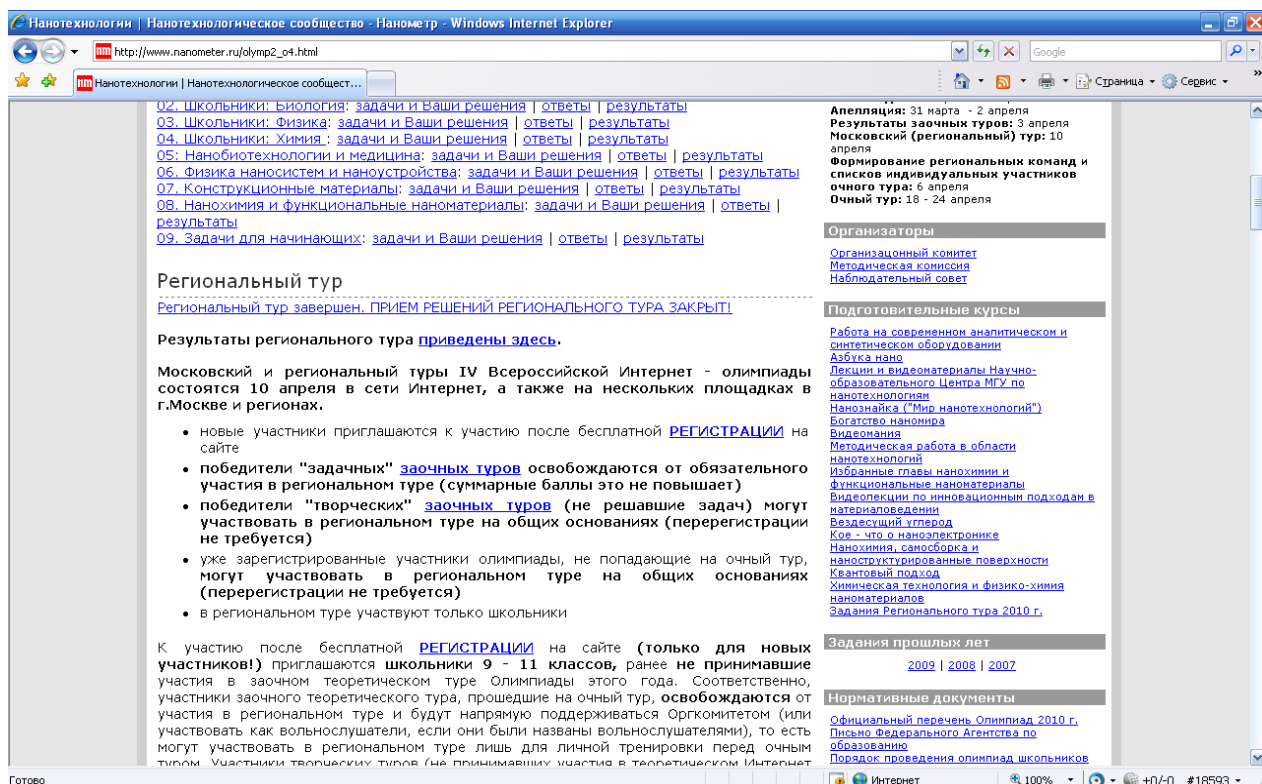 Нанотехнологии | Нанотехнологическое сообщество - Нанометр - Windows Internet Explorer
http://www.nanometer.ru/olymp2_o4.html
Google
Нанотехнологии | Нанотехнологическое сообщест...
Страница
Сервис
02. Школьники: Биология: задачи и Ваши решения | ответы | результаты
03. Школьники: Физика: задачи и Ваши решения | ответы | результаты
04. Школьники: Химия : задачи и Ваши решения | ответы | результаты
05: Нанобиотехнологии и медицина: задачи и Ваши решения | ответы | результаты
06. Физика наносистем и наноустройства: задачи и Ваши решения | ответы | результаты
07. Конструкционные материалы: задачи и Ваши решения | ответы | результаты
08. Нанохимия и функциональные наноматериалы: задачи и Ваши решения | ответы |
результаты
09. Задачи для начинающих: задачи и Ваши решения | ответы | результаты
Региональный тур
Региональный тур завершен. ПРИЕМ РЕШЕНИЙ РЕГИОНАЛЬНОГО ТУРА ЗАКРЫТ!
Результаты регионального тура приведены здесь.
Московский и региональный туры IV Всероссийской Интернет - олимпиады
состоятся 10 апреля в сети Интернет, а также на нескольких площадках в
г.Москве и регионах.
• новые участники приглашаются к участию после бесплатной РЕГИСТРАЦИИ на
сайте
• победители "задачных" заочных туров освобождаются от обязательного
участия в региональном туре (суммарные баллы это не повышает)
• победители "творческих" заочных туров (не решавшие задач) могут
участвовать в региональном туре на общих основаниях (перерегистрации
не требуется)
• уже зарегистрированные участники олимпиады, не попадающие на очный тур,
могут участвовать в региональном туре на общих основаниях
(перерегистрации не требуется)
• в региональном туре участвуют только школьники
К участию после бесплатной РЕГИСТРАЦИИ на сайте (только для новых
участников!) приглашаются школьники 9 - 11 классов, ранее не принимавшие
участия в заочном теоретическом туре Олимпиады этого года. Соответственно,
участники заочного теоретического тура, прошедшие на очный тур, освобождаются от
участия в региональном туре и будут напрямую поддерживаться Оргкомитетом (или
участвовать как вольнослушатели, если они были названы вольнослушателями), то есть
могут участвовать в региональном туре лишь для личной тренировки перед очным
туром. Участники творческих туров (не принимавших участия в теоретическом Интернет
Апелляция: 31 марта - 2 апреля
Результаты заочных туров: 3 апреля
Московский (региональный) тур: 10
апреля
Формирование региональных команд и
списков индивидуальных участников
очного тура: 6 апреля
Очный тур: 18 - 24 апреля
Организаторы
Организацонный комитет
Методическая комиссия
Наблюдательный совет
Подготовительные курсы
Работа на современном аналитическом и
синтетическом оборудовании
Азбука нано
Лекции и видеоматериалы Научно-
образовательного Центра МГУ по
нанотехнологиям
Нанознайка ("Мир нанотехнологий")
Богатство наномира
Видеомания
Методическая работа в области
нанотехнологий
Избранные главы нанохимии и
функциональные наноматериалы
Видеолекции по инновационным подходам в
материаловедении
Вездесущий углерод
Кое - что о наноэлектронике
Нанохимия, самосборка и
наноструктурированные поверхности
Квантовый подход
Химическая технология и физико-химия
наноматериалов
Задания Регионального тура 2010 г.
Задания прошлых лет
2009 | 2008 | 2007
Нормативные документы
Официальный перечень Олимпиад 2010 г.
Письмо Федерального Агентства по
образованию
Порядок проведения олимпиад школьников
Готово
Интернет
100%
+0/-0 #18593